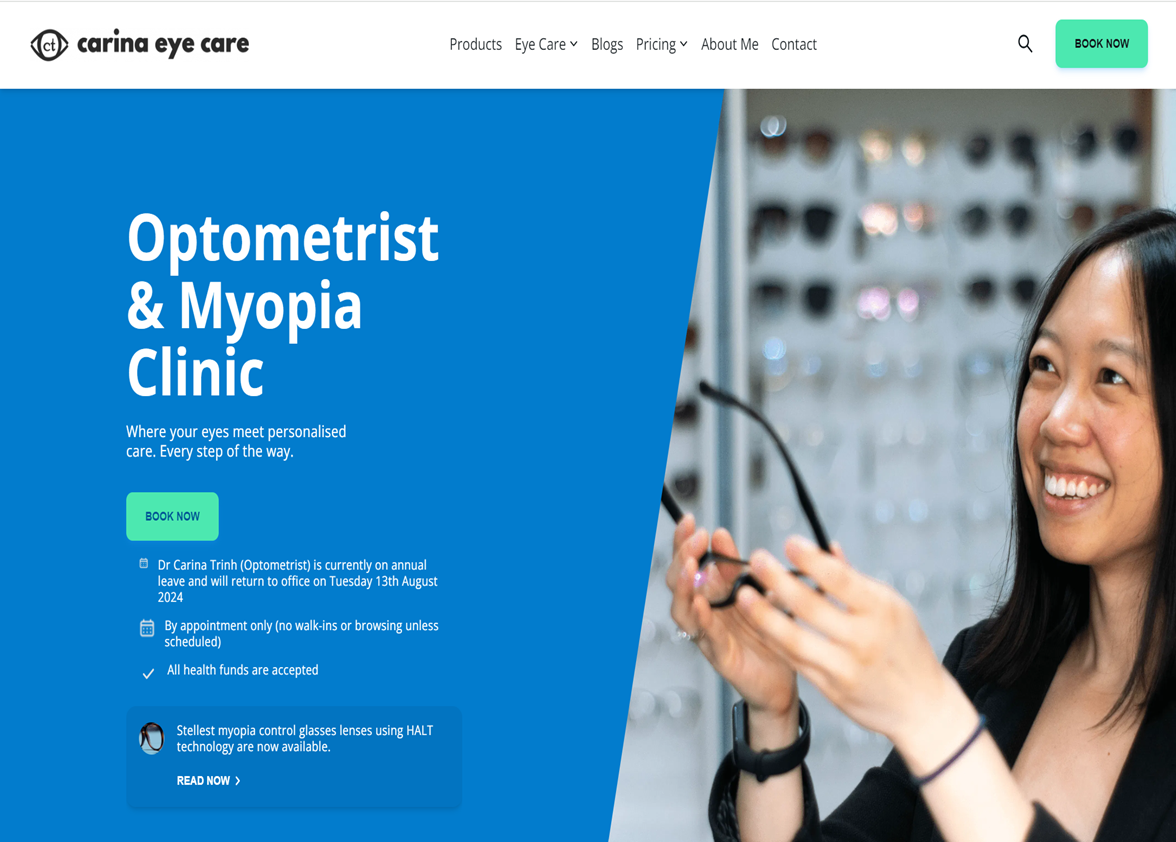 ct carina eye care
Products Eye Care Blogs Pricing About Me Contact
BOOK NOW
Optometrist
& Myopia
Clinic
Where your eyes meet personalised
care. Every step of the way.
BOOK NOW
Dr Carina Trinh (Optometrist) is currently on annual
leave and will return to office on Tuesday 13th August
2024
By appointment only (no walk-ins or browsing unless
scheduled)
All health funds are accepted
Stellest myopia control glasses lenses using HALT
technology are now available.
READ NOW